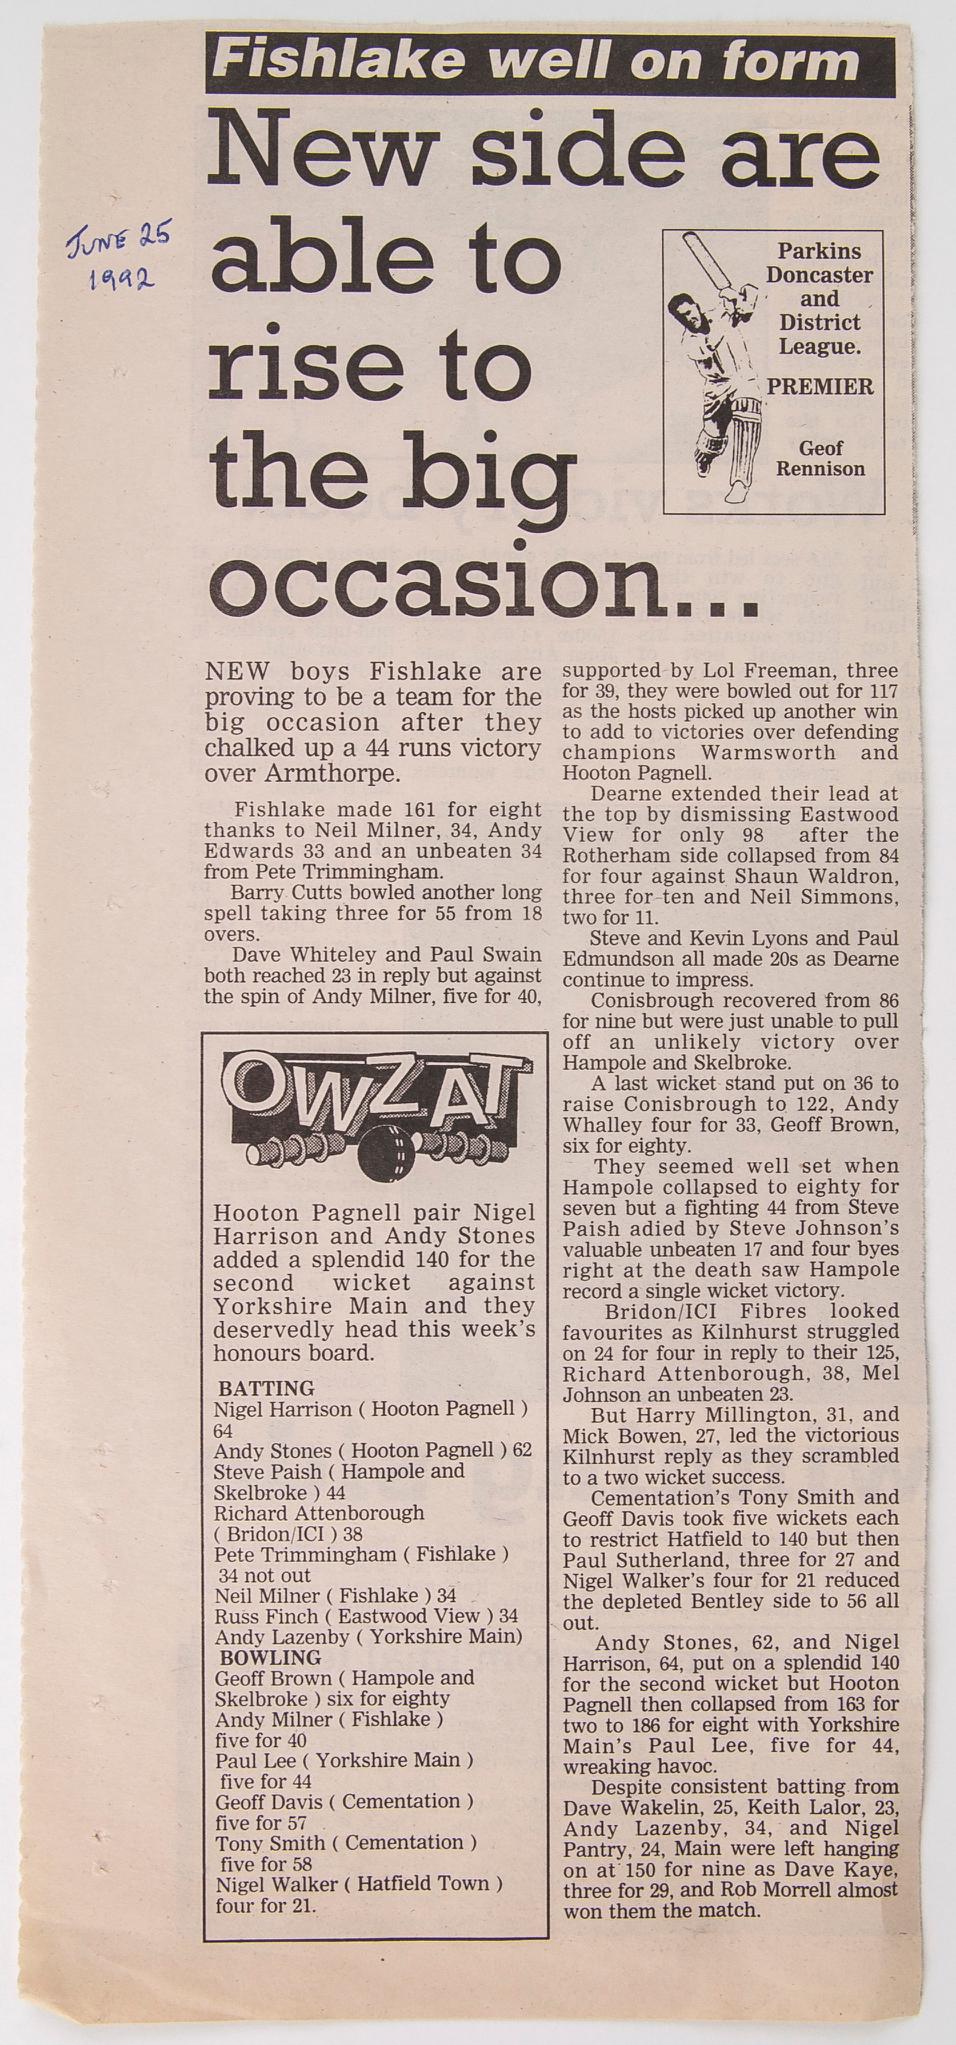 Fishlake well on form
New side are
able to
rise to
the big
occasion...
JUNE 25
1992
Parkins
Doncaster
and
District
League.
PREMIER
Geof
Rennison
NEW boys Fishlake are
proving to be a team for the
big occasion after they
chalked up a 44 runs victory
over Armthorpe.
Fishlake made 161 for eight
thanks to Neil Milner, 34, Andy
Edwards 33 and an unbeaten 34
from Pete Trimmingham.
Barry Cutts bowled another long
spell taking three for 55 from 18
overs.
Dave Whiteley and Paul Swain
both reached 23 in reply but against
the spin of Andy Milner, five for 40,
supported by Lol Freeman, three
for 39, they were bowled out for 117
as the hosts picked up another win
to add to victories over defending
champions Warmsworth and
Hooton Pagnell.
Dearne extended their lead at
the top by dismissing Eastwood
View for only 98 after the
Rotherham side collapsed from 84
for four against Shaun Waldron,
three for ten and Neil Simmons,
two for 11.
Steve and Kevin Lyons and Paul
Edmundson all made 20s as Dearne
continue to impress.
Conisbrough recovered from 86
for nine but were just unable to pull
off an unlikely victory over
Hampole and Skelbroke.
A last wicket stand put on 36 to
raise Conisbrough to 122, Andy
Whalley four for 33, Geoff Brown,
six for eighty.
They seemed well set when
Hampole collapsed to eighty for
seven but a fighting 44 from Steve
Paish adied by Steve Johnson's
valuable unbeaten 17 and four byes
right at the death saw Hampole
record a single wicket victory.
Bridon/ICI Fibres looked
favourites as Kilnhurst struggled
on 24 for four in reply to their 125,
Richard Attenborough, 38, Mel
Johnson an unbeaten 23.
But Harry Millington, 31, and
Mick Bowen, 27, led the victorious
Kilnhurst reply as they scrambled
to a two wicket success.
Cementation's Tony Smith and
Geoff Davis took five wickets each
to restrict Hatfield to 140 but then
Paul Sutherland, three for 27 and
Nigel Walker's four for 21 reduced
the depleted Bentley side to 56 all
out.
Andy Stones, 62, and Nigel
Harrison, 64, put on a splendid 140
for the second wicket but Hooton
Pagnell then collapsed from 163 for
two to 186 for eight with Yorkshire
Main's Paul Lee, five for 44,
wreaking havoc.
Despite consistent batting from
Dave Wakelin, 25, Keith Lalor, 23,
Andy Lazenby, 34, and Nigel
Pantry, 24, Main were left hanging
on at 150 for nine as Dave Kaye,
three for 29, and Rob Morrell almost
won them the match.
OWZAT
Hooton Pagnell pair Nigel
Harrison and Andy Stones
added a splendid 140 for the
second wicket against
Yorkshire Main and they
deservedly head this week's
honours board.
BATTING
Nigel Harrison ( Hooton Pagnell )
64
Andy Stones ( Hooton Pagnell ) 62
Steve Paish ( Hampole and
Skelbroke ) 44
Richard Attenborough
( Bridon/ICI ) 38
Pete Trimmingham ( Fishlake )
34 not out
Neil Milner ( Fishlake ) 34
Russ Finch ( Eastwood View ) 34
Andy Lazenby ( Yorkshire Main)
BOWLING
Geoff Brown ( Hampole and
Skelbroke ) six for eighty
Andy Milner ( Fishlake )
five for 40
Paul Lee ( Yorkshire Main )
five for 44
Geoff Davis ( Cementation )
five for 57
Tony Smith ( Cementation )
five for 58
Nigel Walker ( Hatfield Town )
four for 21.